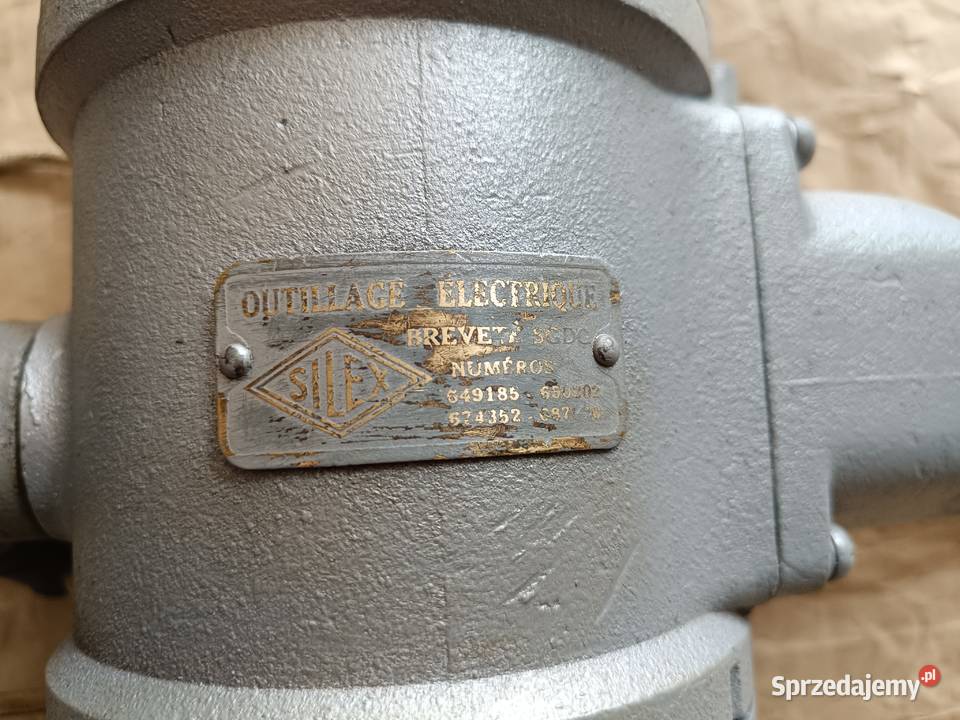 OUTILLAGE ÉLECTRIQUE
BREVETÉ SGDG
SILEX
NUMÉROS
649185 -
674352 -
Sprzedajemy.pl